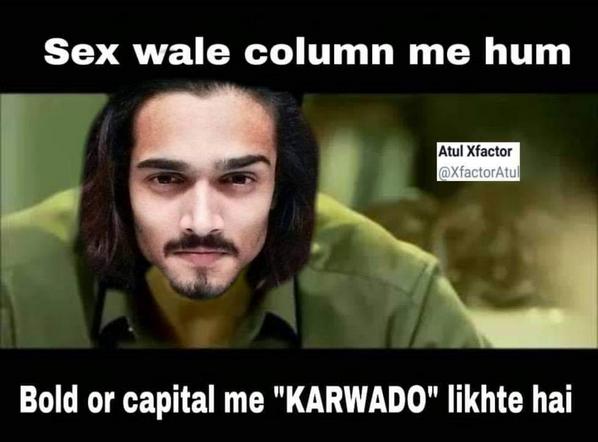 Sex wale column me hum
Atul Xfactor
@XfactorAtul
Bold or capital me "KARWADO" likhte hai